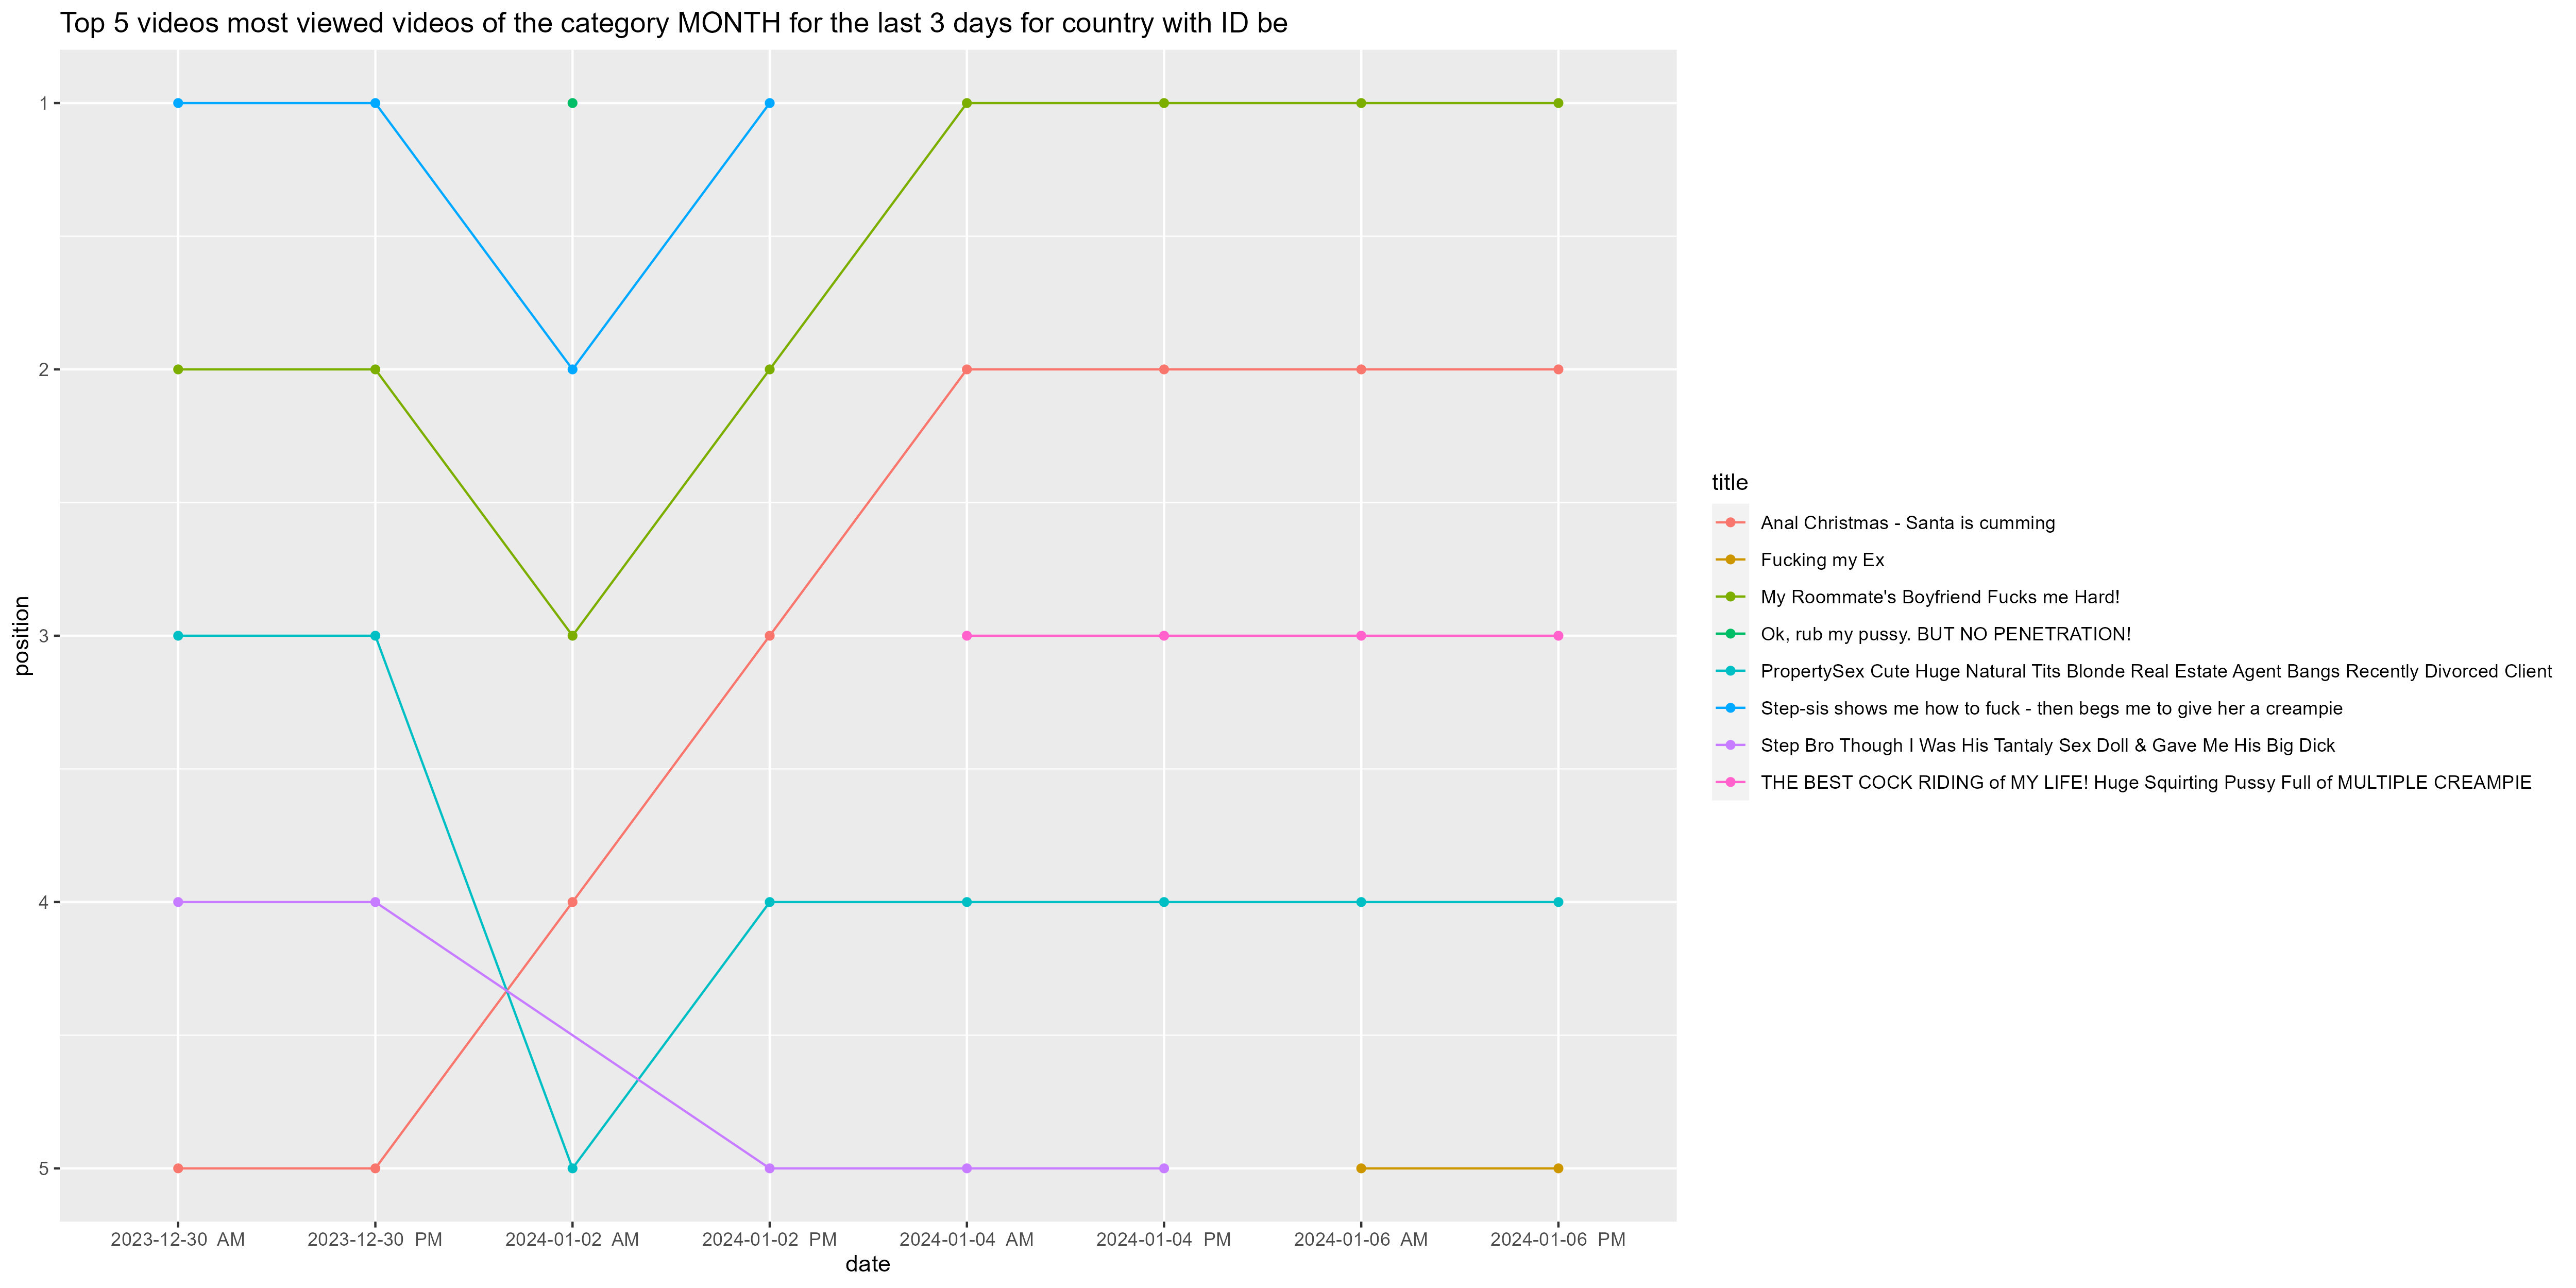 Top 5 videos most viewed videos of the category MONTH for the last 3 days for country with ID be
position
1
2
3
4
5
2023-12-30 AM
2023-12-30 PM
2024-01-02 AM
2024-01-02 PM
2024-01-04 AM
2024-01-04 PM
2024-01-06 AM
2024-01-06 PM
date
title
Anal Christmas - Santa is cumming
Fucking my Ex
My Roommate's Boyfriend Fucks me Hard!
Ok, rub my pussy. BUT NO PENETRATION!
PropertySex Cute Huge Natural Tits Blonde Real Estate Agent Bangs Recently Divorced Client
Step-sis shows me how to fuck - then begs me to give her a creampie
Step Bro Though I Was His Tantaly Sex Doll & Gave Me His Big Dick
THE BEST COCK RIDING of MY LIFE! Huge Squirting Pussy Full of MULTIPLE CREAMPIE